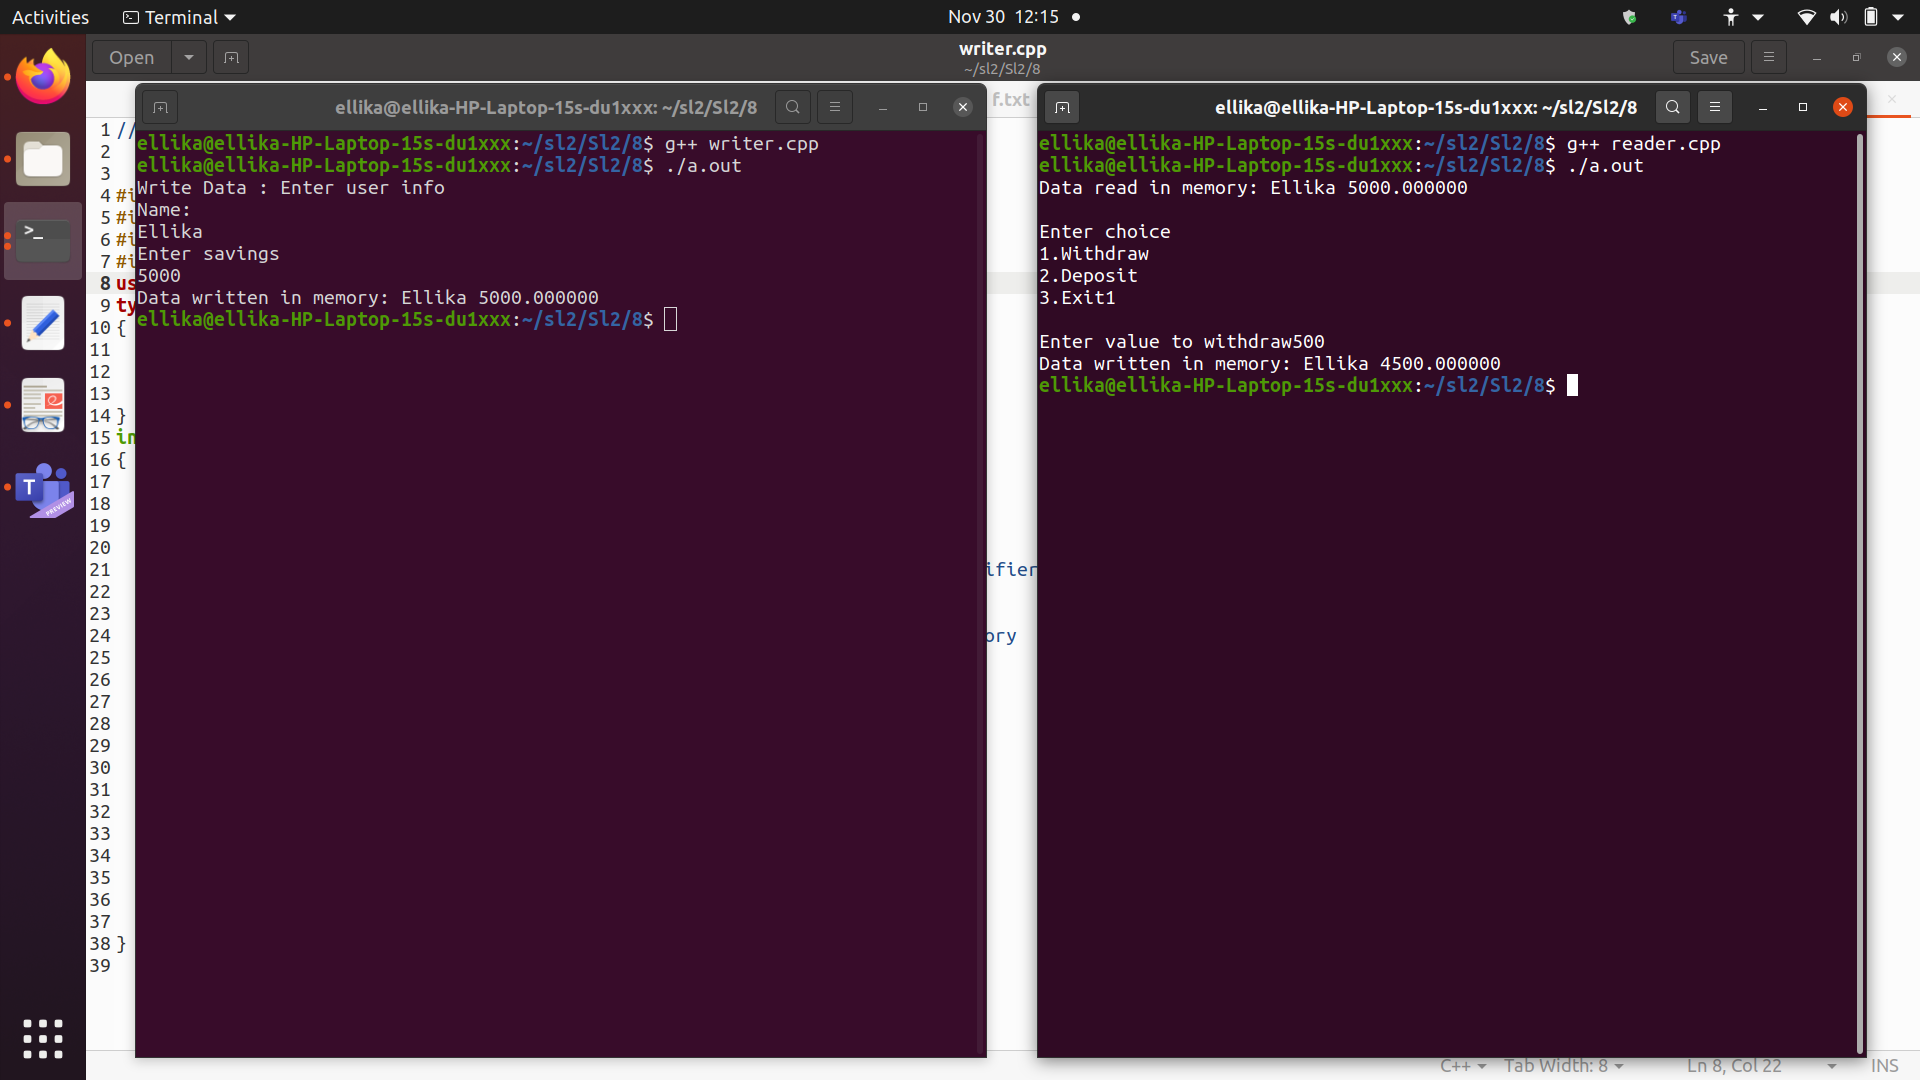 Activities Terminal Nov 30 12:15
Open writer.cpp Save
~/sl2/Sl2/8
f.txt
ellika@ellika-HP-Laptop-15s-du1xxx: ~/sl2/Sl2/8
ellika@ellika-HP-Laptop-15s-du1xxx:~/sl2/Sl2/8$ g++ writer.cpp
ellika@ellika-HP-Laptop-15s-du1xxx:~/sl2/Sl2/8$ ./a.out
Write Data : Enter user info
Name:
Ellika
Enter savings
5000
Data written in memory: Ellika 5000.000000
ellika@ellika-HP-Laptop-15s-du1xxx:~/sl2/Sl2/8$
ellika@ellika-HP-Laptop-15s-du1xxx: ~/sl2/Sl2/8
ellika@ellika-HP-Laptop-15s-du1xxx:~/sl2/Sl2/8$ g++ reader.cpp
ellika@ellika-HP-Laptop-15s-du1xxx:~/sl2/Sl2/8$ ./a.out
Data read in memory: Ellika 5000.000000
Enter choice
1.Withdraw
2.Deposit
3.Exit1
Enter value to withdraw500
Data written in memory: Ellika 4500.000000
ellika@ellika-HP-Laptop-15s-du1xxx:~/sl2/Sl2/8$
1 //
2
3
4 #i
5 #i
6 #i
7 #i
8 us
9 ty
10 {
11
12
13
14 }
15 in
16 {
17
18
19
20
21 ifier
22
23
24 ory
25
26
27
28
29
30
31
32
33
34
35
36
37
38 }
39
T PREVIEW
C++ Tab Width: 8 Ln 8, Col 22 INS